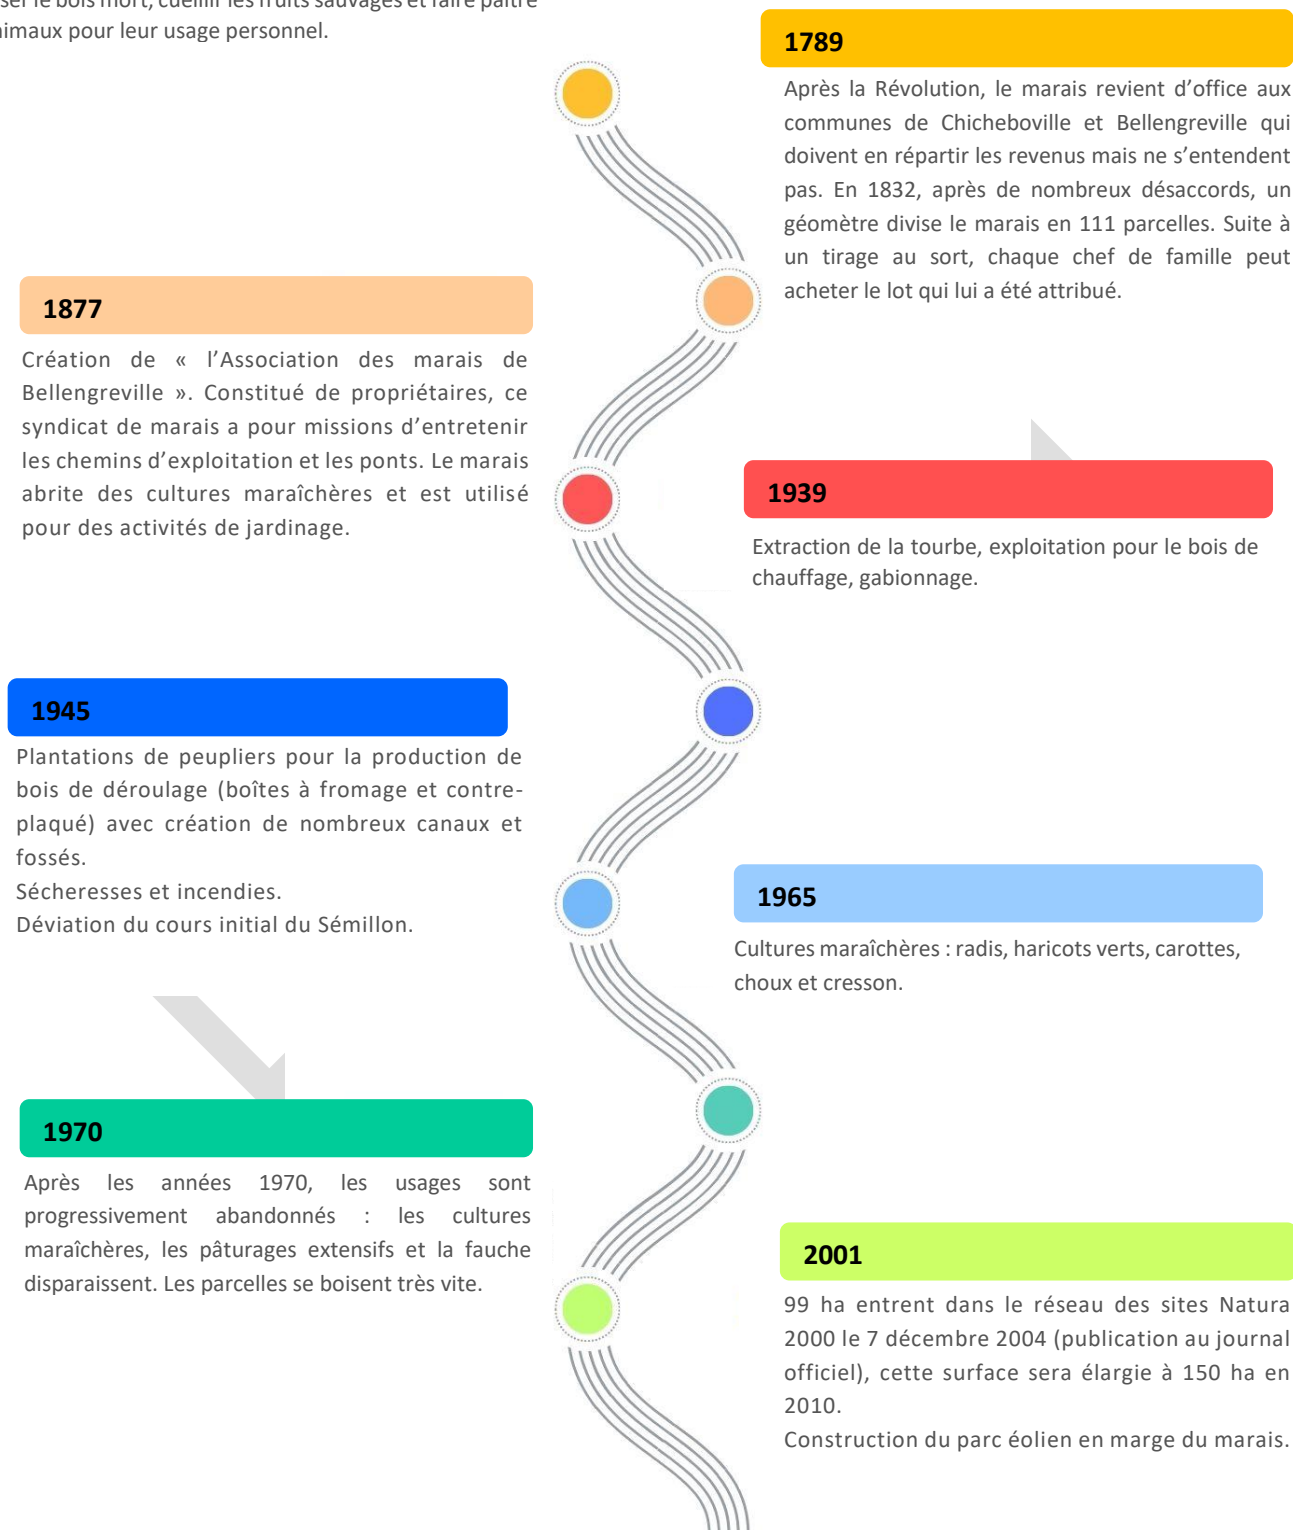 le bois mort, cueillir les fruits sauvages et faire paître
pour leur usage personnel.
1789
Après la Révolution, le marais revient d’office aux
communes de Chicheboville et Bellengreville qui
doivent en répartir les revenus mais ne s’entendent
pas. En 1832, après de nombreux désaccords, un
géomètre divise le marais en 111 parcelles. Suite à
un tirage au sort, chaque chef de famille peut
acheter le lot qui lui a été attribué.
1877
Création de « l’Association des marais de
Bellengreville ». Constitué de propriétaires, ce
syndicat de marais a pour missions d’entretenir
les chemins d’exploitation et les ponts. Le marais
abrite des cultures maraîchères et est utilisé
pour des activités de jardinage.
1939
Extraction de la tourbe, exploitation pour le bois de
chauffage, gabionnage.
1945
Plantations de peupliers pour la production de
bois de déroulage (boîtes à fromage et contre-
plaqué) avec création de nombreux canaux et
fossés.
Sécheresses et incendies.
Déviation du cours initial du Sémillon.
1965
Cultures maraîchères : radis, haricots verts, carottes,
choux et cresson.
1970
Après les années 1970, les usages sont
progressivement abandonnés : les cultures
maraîchères, les pâturages extensifs et la fauche
disparaissent. Les parcelles se boisent très vite.
2001
99 ha entrent dans le réseau des sites Natura
2000 le 7 décembre 2004 (publication au journal
officiel), cette surface sera élargie à 150 ha en
2010.
Construction du parc éolien en marge du marais.